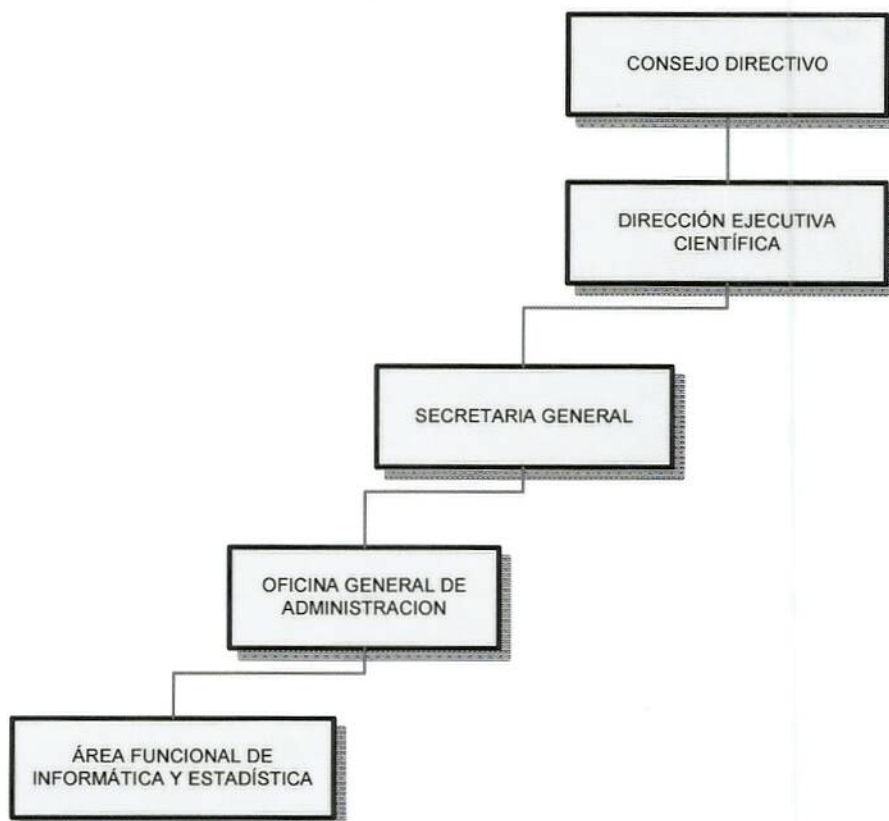 CONSEJO DIRECTIVO
DIRECCIÓN EJECUTIVA
CIENTÍFICA
SECRETARIA GENERAL
OFICINA GENERAL DE
ADMINISTRACION
ÁREA FUNCIONAL DE
INFORMÁTICA Y ESTADÍSTICA